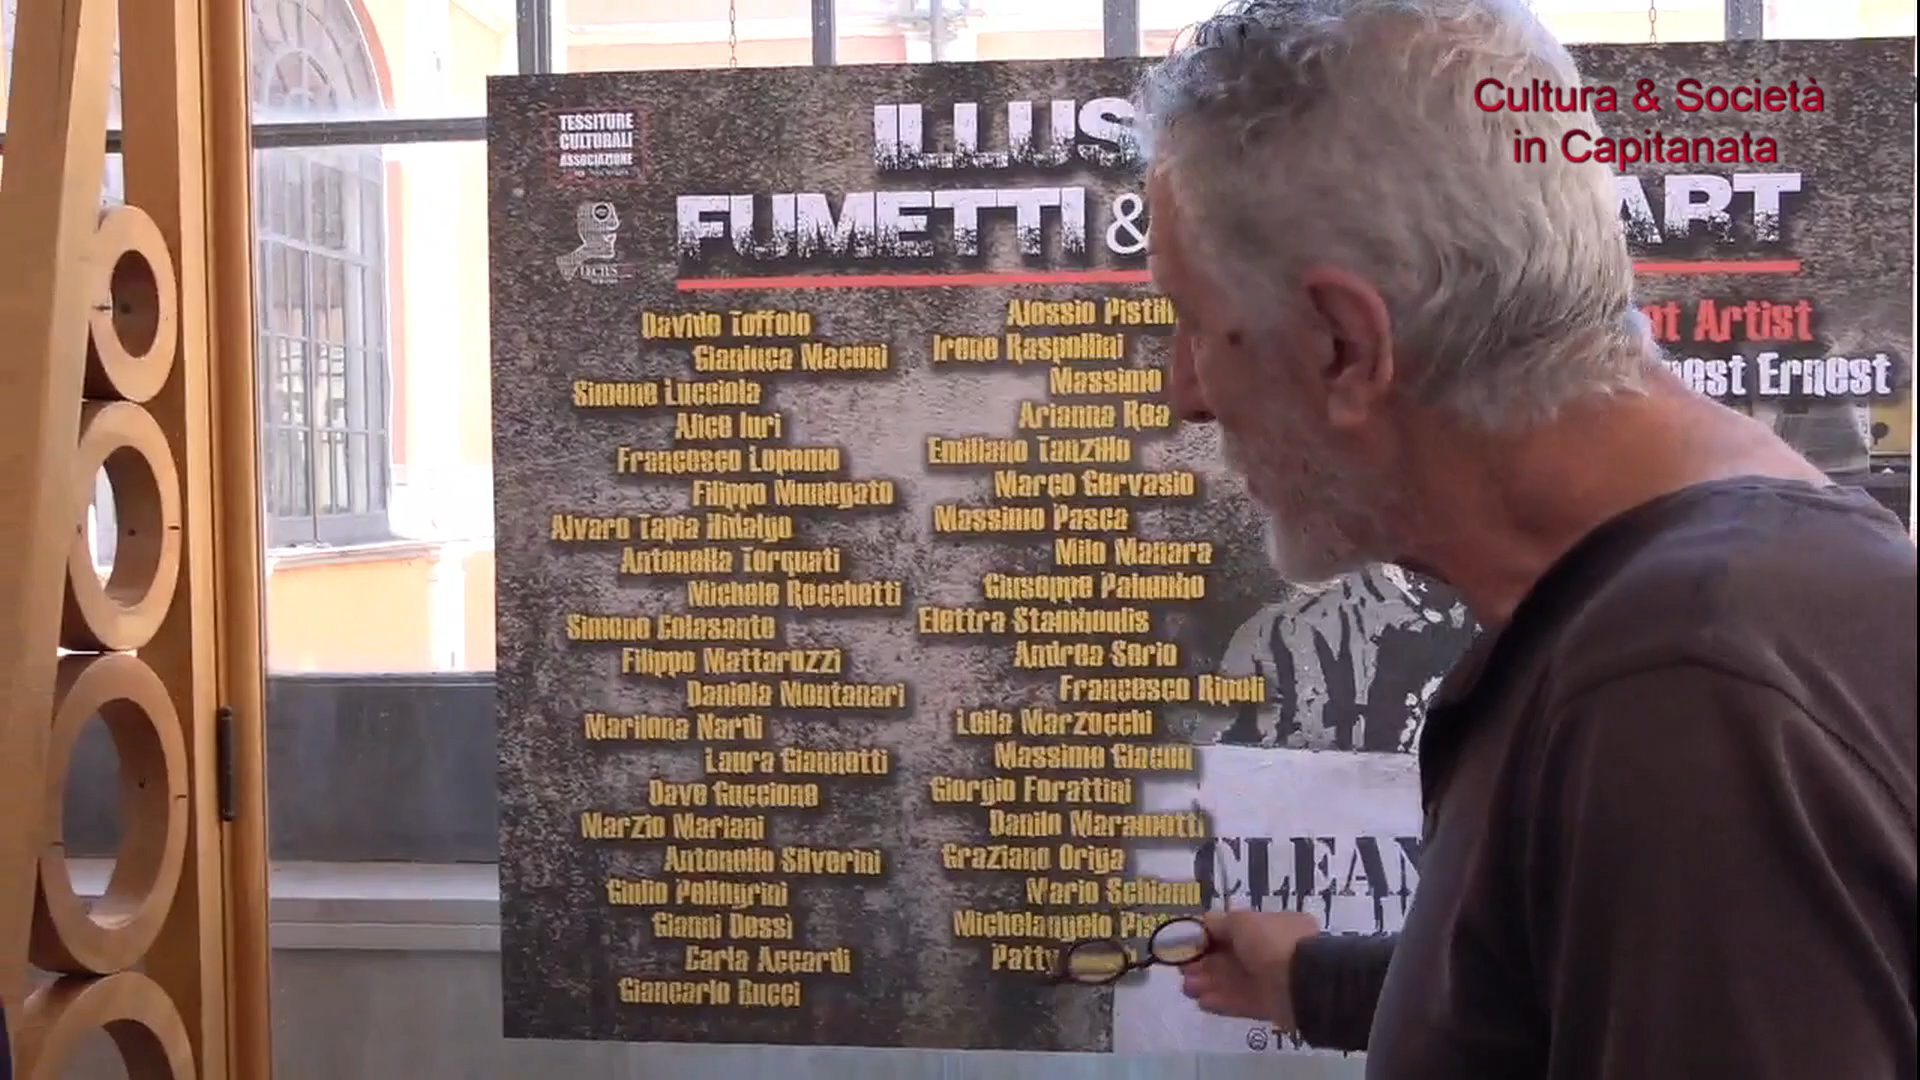 Cultura & Società
in Capitanata
TESSITURE
CULTURALI
ASSOCIAZIONE
ILLUS
FUMETTI & ART
Artist
Ernest
Davide Toffolo
Gianluca Maconi
Simone Lucciola
Alice Iuri
Francesco Lopomo
Filippo Munegato
Alvaro Tapia Hidalgo
Antonella Torquati
Michele Rocchetti
Simone Colasante
Filippo Mattarozzi
Daniela Montanari
Marilena Nardi
Laura Giannetti
Dave Guccione
Marzio Mariani
Antonello Silverini
Giulio Pellegrini
Gianni Dessì
Carla Accardi
Giancarlo Bucci
Alessio Pistilli
Irene Raspollini
Massimo
Arianna Rea
Emiliano Tanzillo
Marco Gervasio
Massimo Pasca
Milo Manara
Giuseppe Palumbo
Elettra Stamboulis
Andrea Serio
Francesco Ripoli
Leila Marzocchi
Massimo Giacon
Giorgio Forattini
Danilo Maramotti
Graziano Origa
Mario Schiano
Michelangelo
Patty
CLEAN